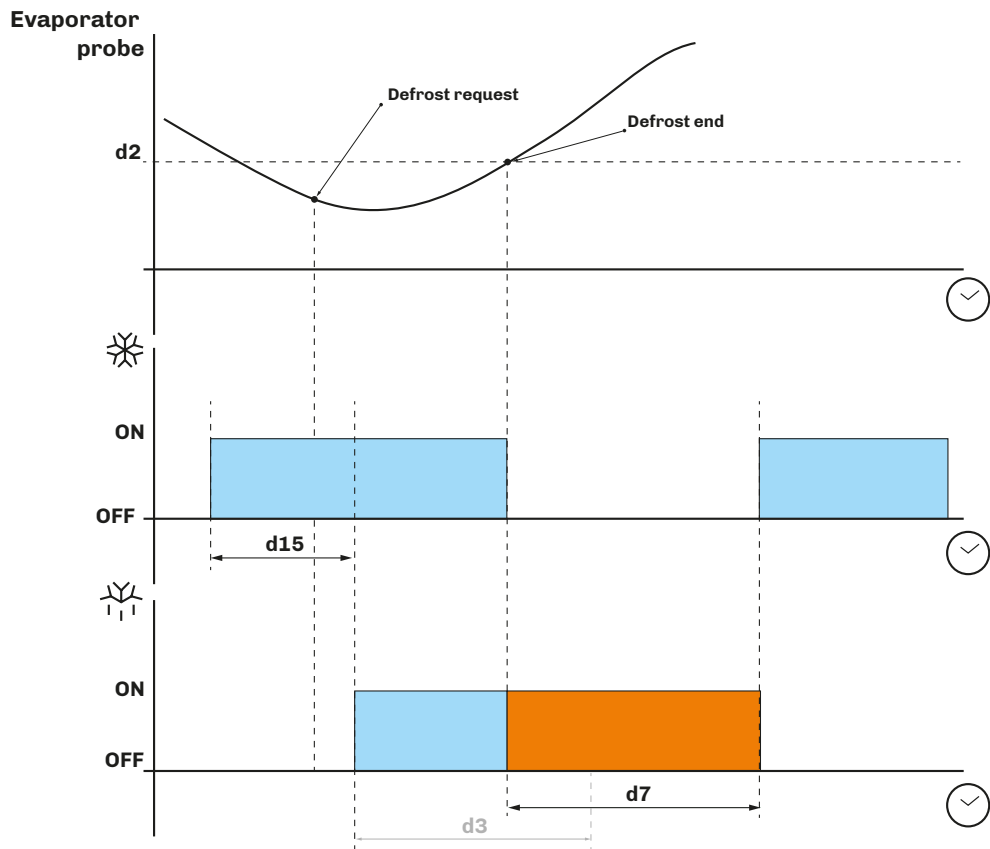 Evaporator
probe
Defrost request
Defrost end
d2
ON
OFF
d15
ON
OFF
d7
d3